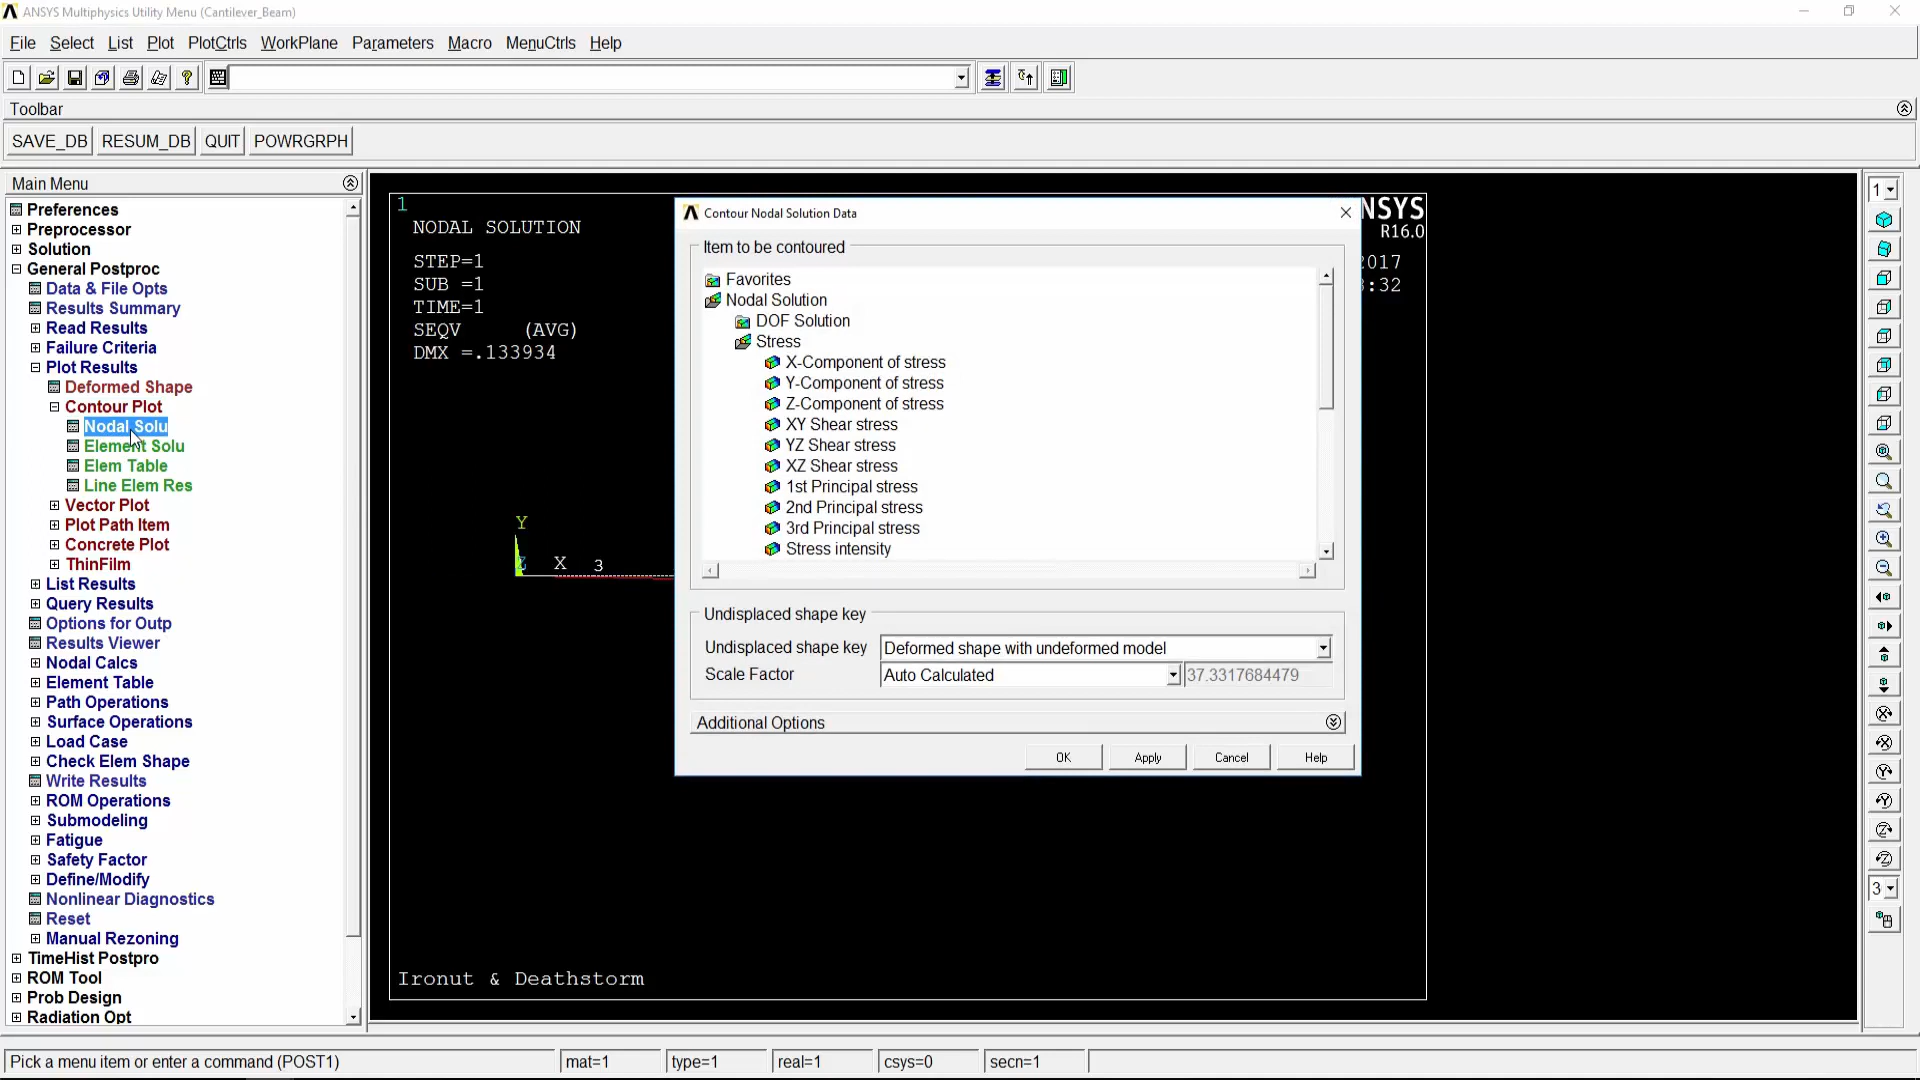 ANSYS Multiphysics Utility Menu (Cantilever_Beam)
File Select List Plot PlotCtrls WorkPlane Parameters Macro MenuCtrls Help
Toolbar
SAVE_DB RESUM_DB QUIT POWRGRPH
Main Menu
Preferences
Preprocessor
Solution
General Postproc
Data & File Opts
Results Summary
Read Results
Failure Criteria
Plot Results
Deformed Shape
Contour Plot
Nodal Solu
Element Solu
Elem Table
Line Elem Res
Vector Plot
Plot Path Item
Concrete Plot
ThinFilm
List Results
Query Results
Options for Outp
Results Viewer
Nodal Calcs
Element Table
Path Operations
Surface Operations
Load Case
Check Elem Shape
Write Results
ROM Operations
Submodeling
Fatigue
Safety Factor
Define/Modify
Nonlinear Diagnostics
Reset
Manual Rezoning
TimeHist Postpro
ROM Tool
Prob Design
Radiation Opt
1
NODAL SOLUTION
STEP=1
SUB =1
TIME=1
SEQV (AVG)
DMX =.133934
Y
Z X 3
Ironut & Deathstorm
NSYS
R16.0
2017
:32
Contour Nodal Solution Data
Item to be contoured
Favorites
Nodal Solution
DOF Solution
Stress
X-Component of stress
Y-Component of stress
Z-Component of stress
XY Shear stress
YZ Shear stress
XZ Shear stress
1st Principal stress
2nd Principal stress
3rd Principal stress
Stress intensity
Undisplaced shape key
Undisplaced shape key Deformed shape with undeformed model
Scale Factor Auto Calculated 37.3317684479
Additional Options
OK Apply Cancel Help
1
3
Pick a menu item or enter a command (POST1) mat=1 type=1 real=1 csys=0 secn=1